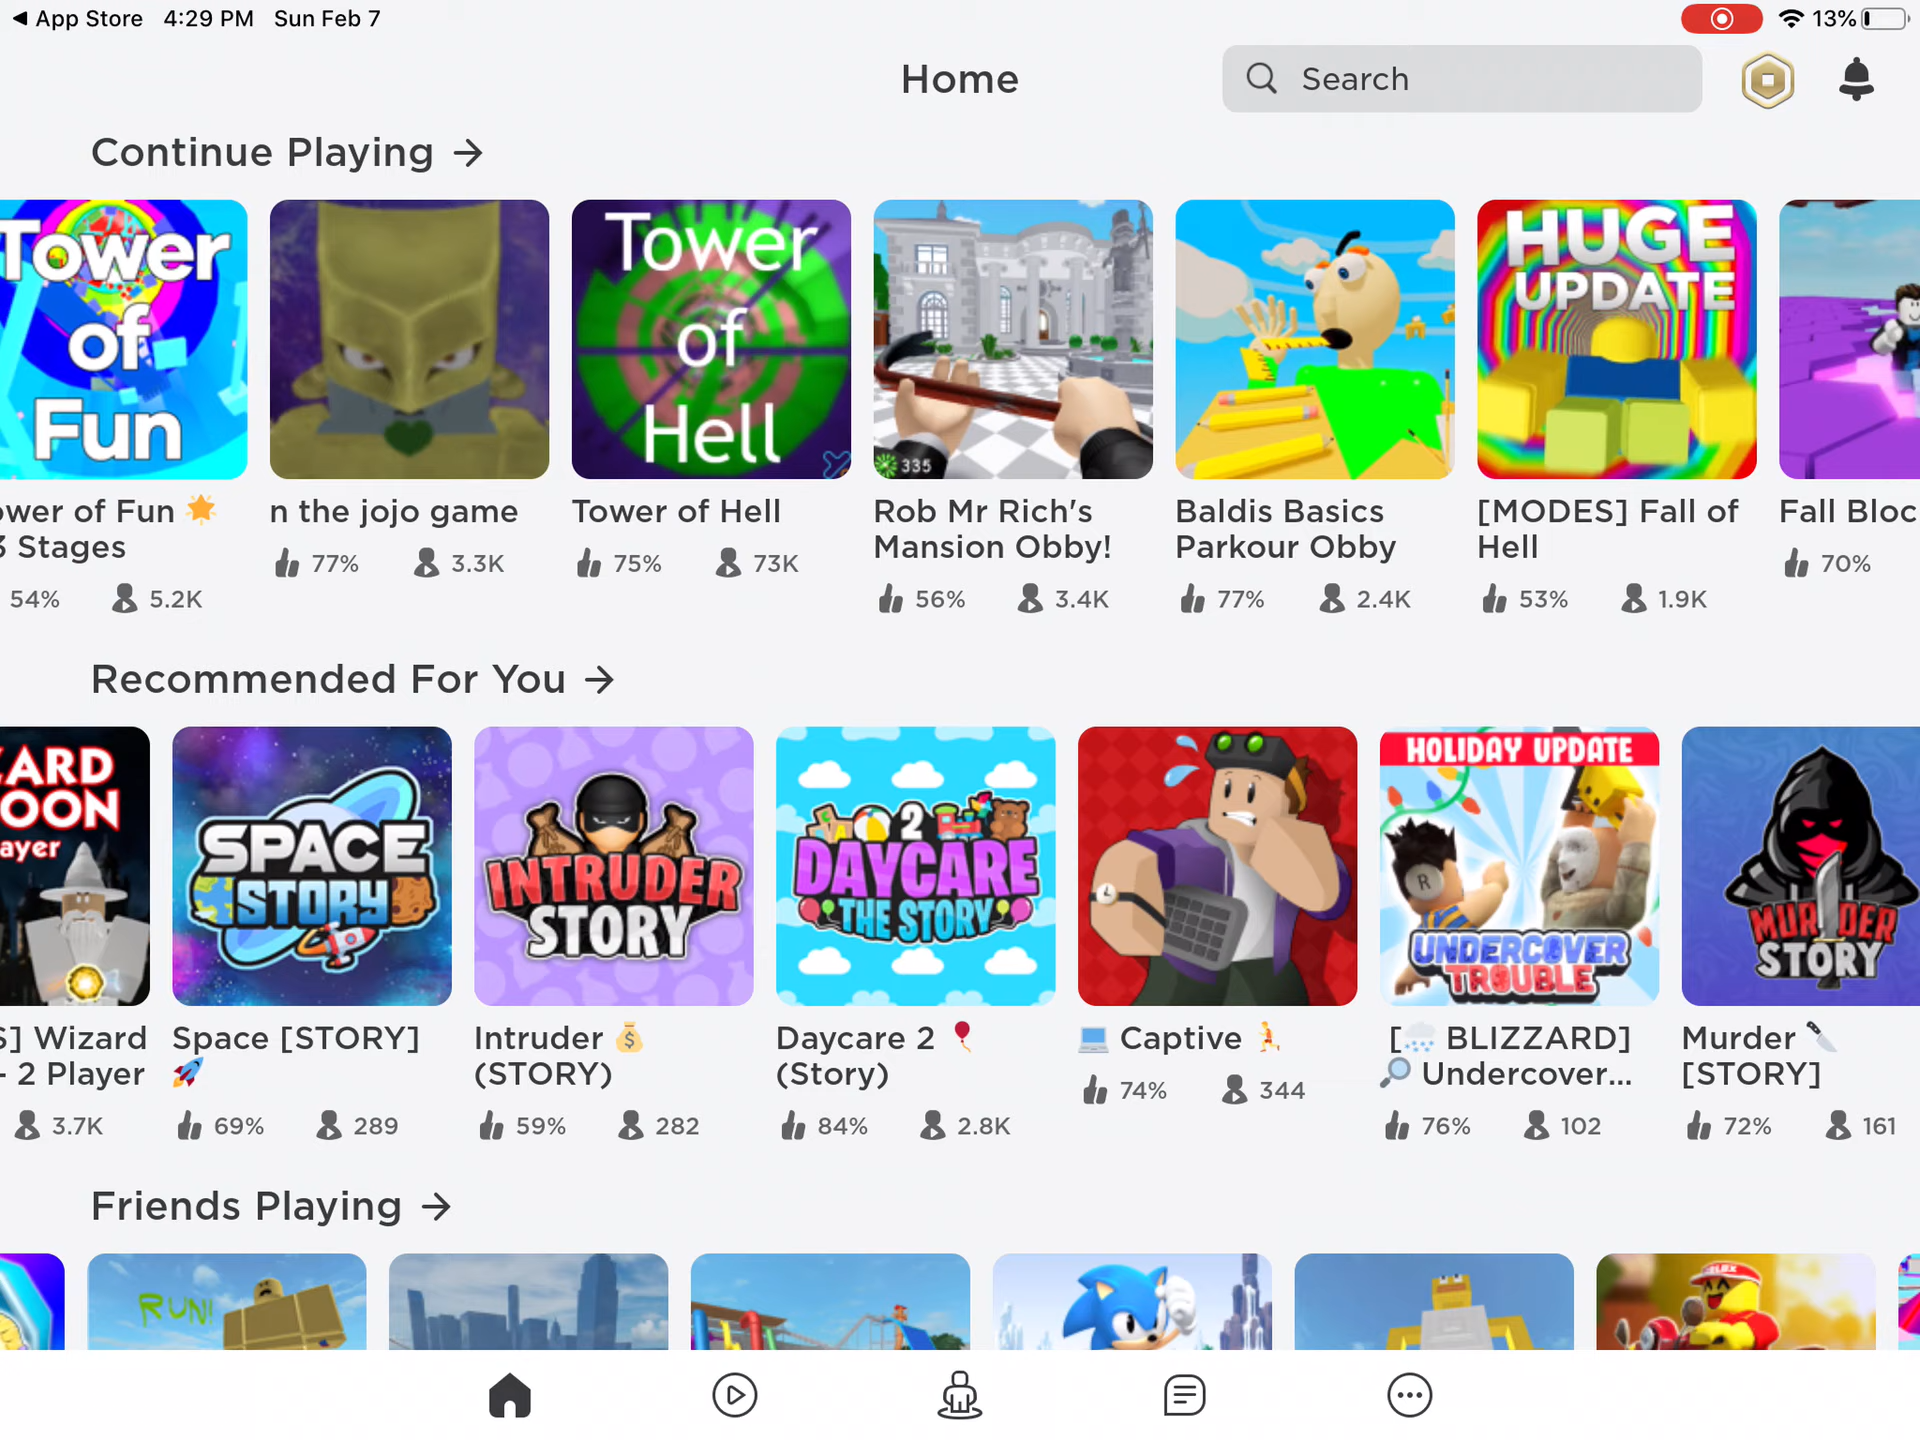 ◀ App Store 4:29 PM Sun Feb 7 13%
Home
Search
Continue Playing →
Tower
of
Fun
Tower
of
Hell
335
HUGE
UPDATE
ower of Fun 🌟
3 Stages
54% 5.2K
n the jojo game
77% 3.3K
Tower of Hell
75% 73K
Rob Mr Rich's
Mansion Obby!
56% 3.4K
Baldis Basics
Parkour Obby
77% 2.4K
[MODES] Fall of
Hell
53% 1.9K
Fall Bloc
70%
Recommended For You →
ZARD
OON
ayer
SPACE
STORY
INTRUDER
STORY
2
DAYCARE
THE STORY
HOLIDAY UPDATE
R
UNDERCOVER
TROUBLE
MURDER
STORY
S] Wizard
- 2 Player
3.7K
Space [STORY]
🚀
69% 289
Intruder 💰
(STORY)
59% 282
Daycare 2 🎈
(Story)
84% 2.8K
💻 Captive 🏃
74% 344
[🌨 BLIZZARD]
🔎 Undercover...
76% 102
Murder 🔪
[STORY]
72% 161
Friends Playing →
RUN!